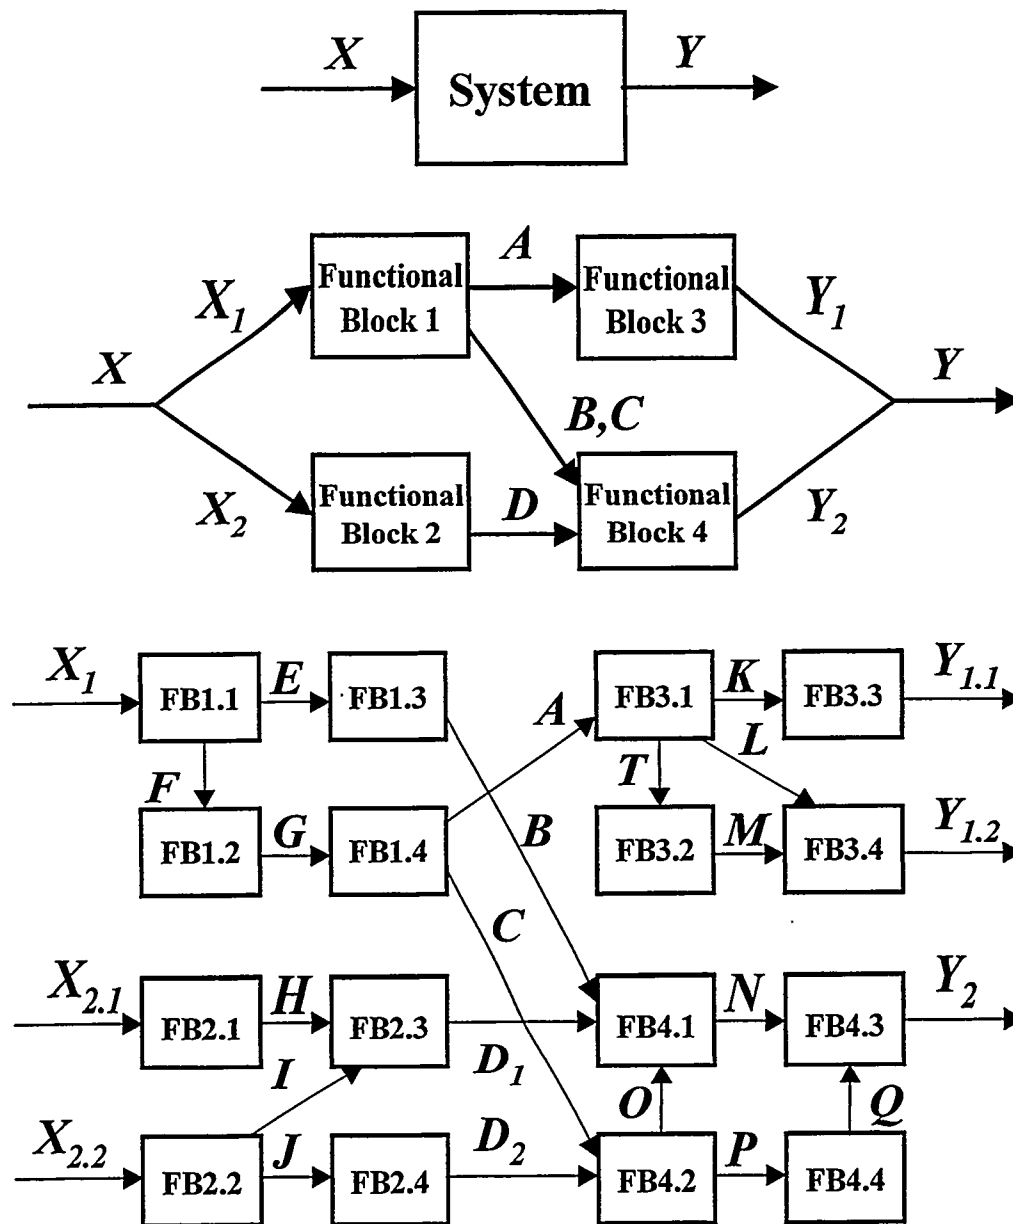 X
Y
System
A
Functional
Block 1
Functional
Block 3
X1
Y1
X
Y
B,C
X2
Functional
Block 2
D
Functional
Block 4
Y2
X1
FB1.1
E
FB1.3
A
FB3.1
K
FB3.3
Y1.1
F
T
L
FB1.2
G
FB1.4
B
FB3.2
M
FB3.4
Y1.2
C
X2.1
FB2.1
H
FB2.3
FB4.1
N
FB4.3
Y2
I
D1
O
Q
X2.2
FB2.2
J
FB2.4
D2
FB4.2
P
FB4.4